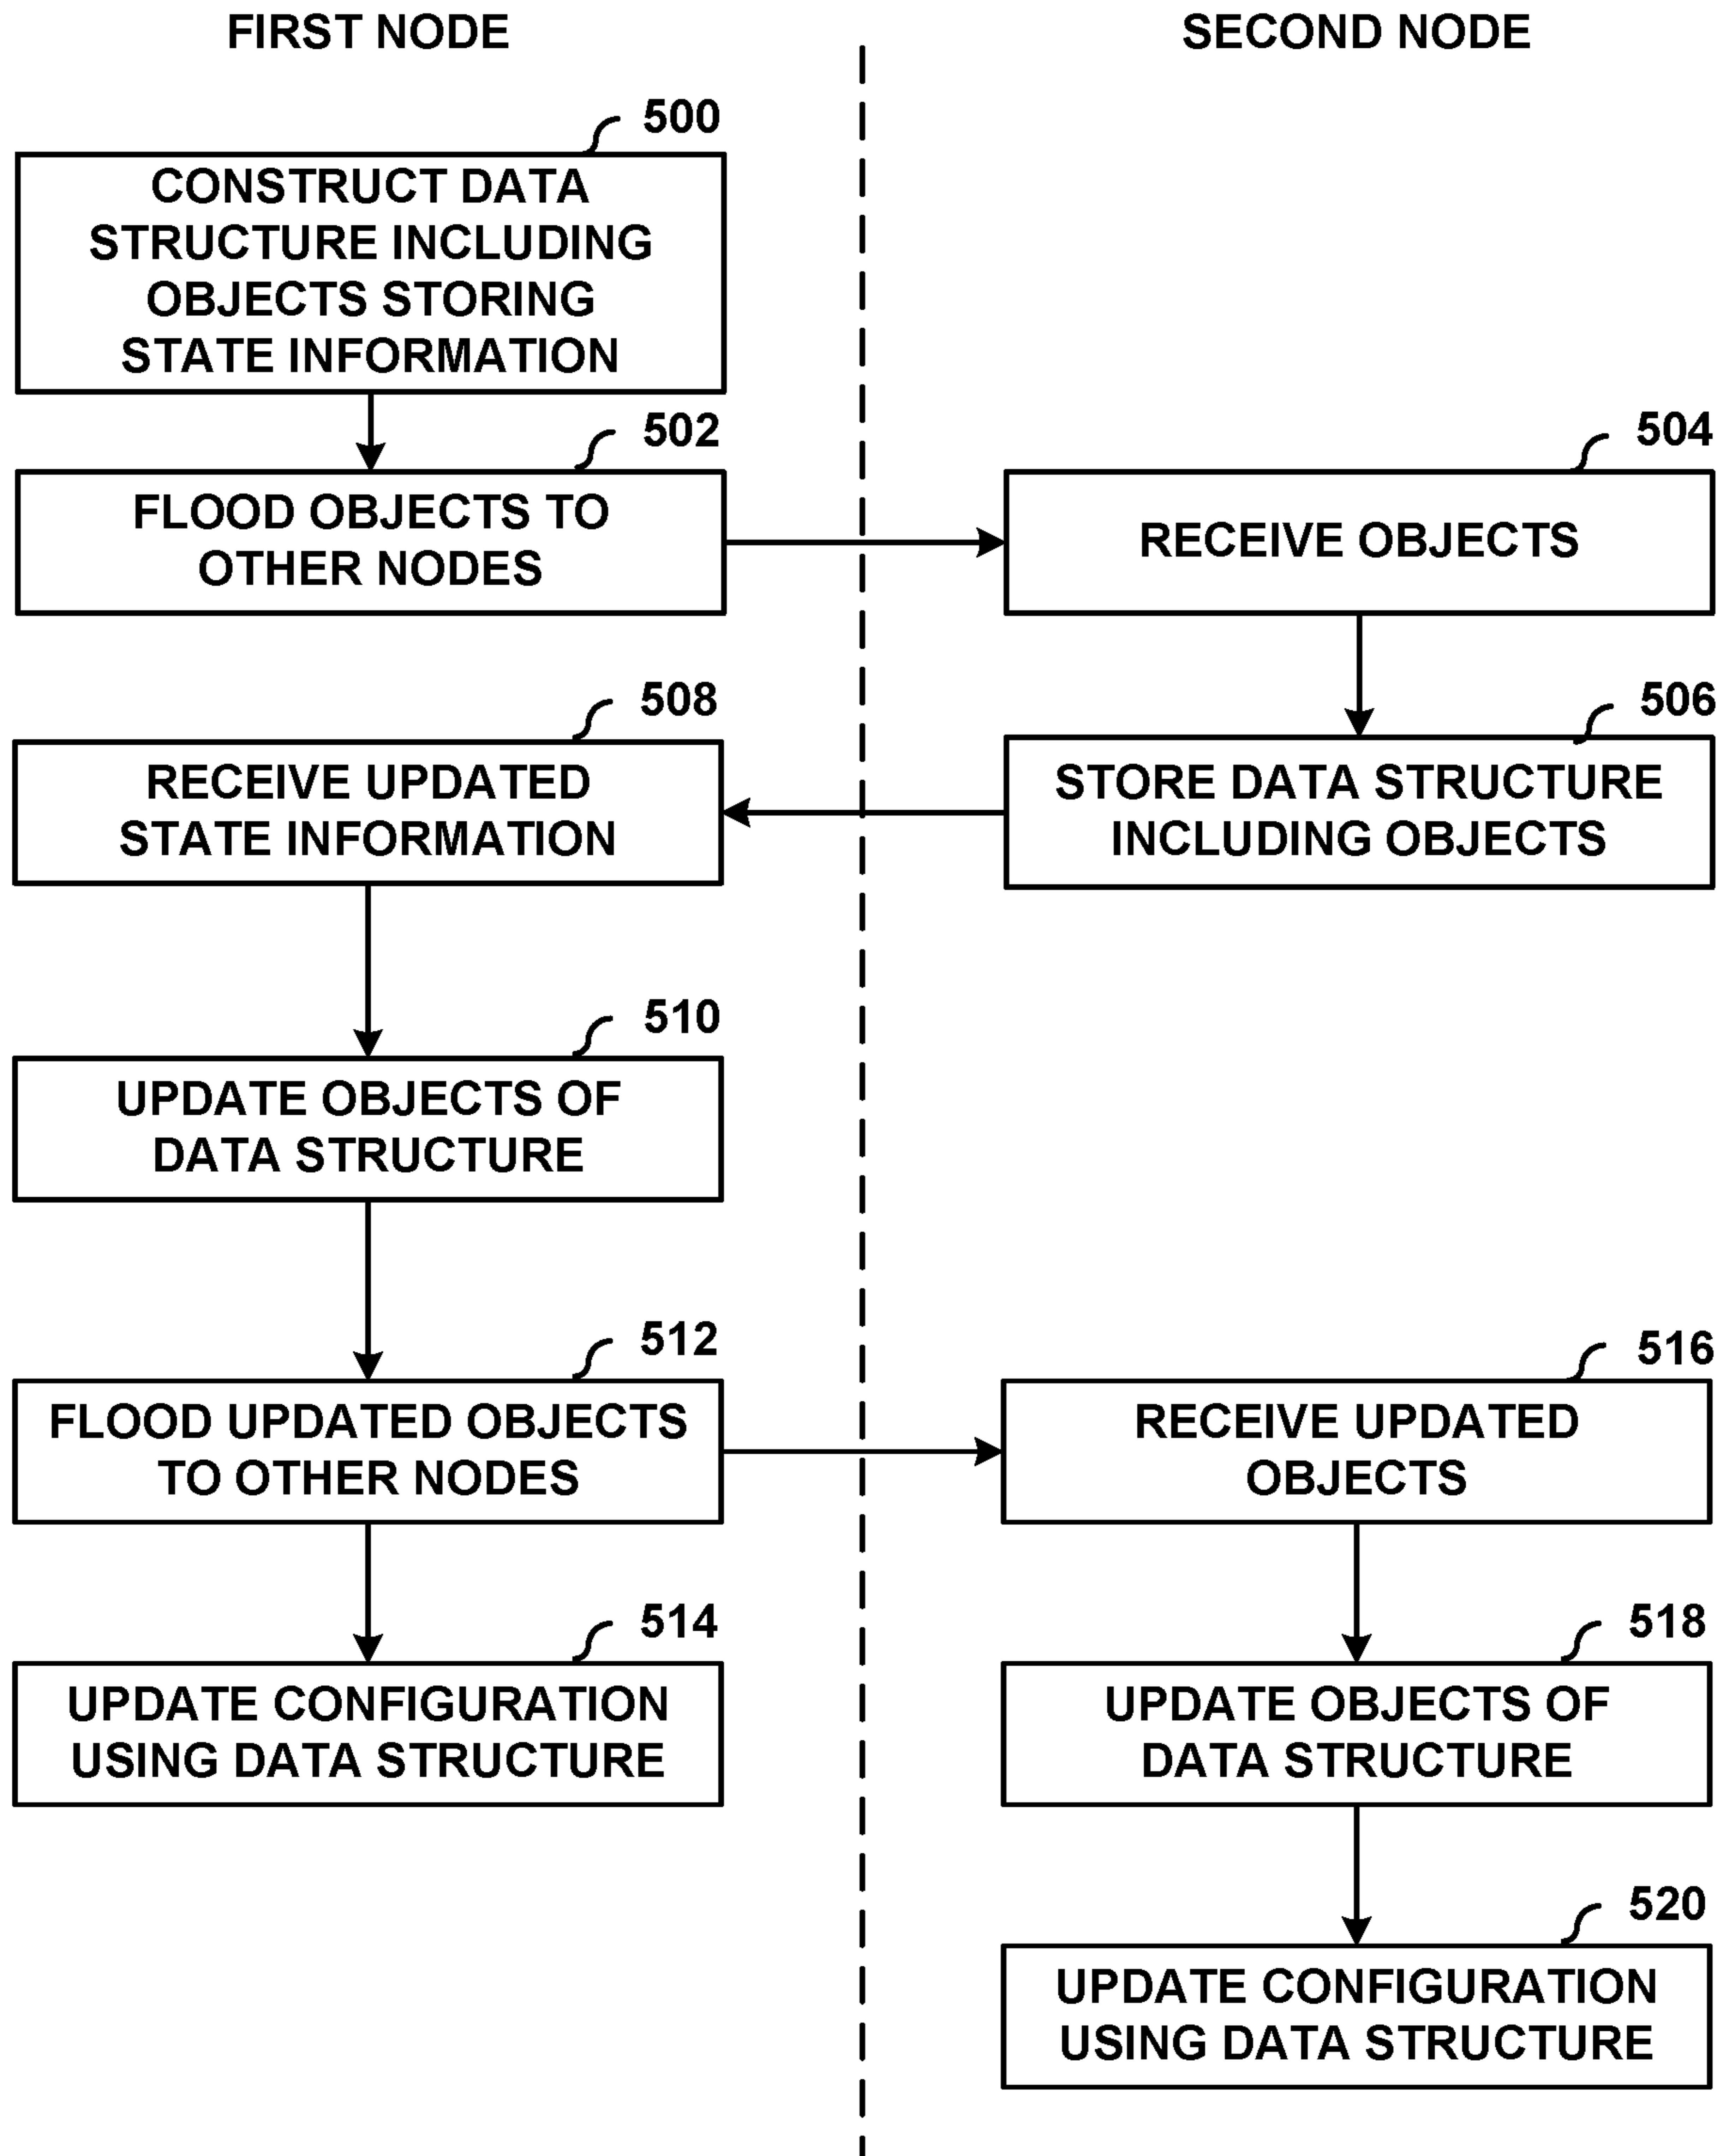 FIRST NODE
SECOND NODE
500
CONSTRUCT DATA
STRUCTURE INCLUDING
OBJECTS STORING
STATE INFORMATION
502
FLOOD OBJECTS TO
OTHER NODES
504
RECEIVE OBJECTS
506
STORE DATA STRUCTURE
INCLUDING OBJECTS
508
RECEIVE UPDATED
STATE INFORMATION
510
UPDATE OBJECTS OF
DATA STRUCTURE
512
FLOOD UPDATED OBJECTS
TO OTHER NODES
514
UPDATE CONFIGURATION
USING DATA STRUCTURE
516
RECEIVE UPDATED
OBJECTS
518
UPDATE OBJECTS OF
DATA STRUCTURE
520
UPDATE CONFIGURATION
USING DATA STRUCTURE